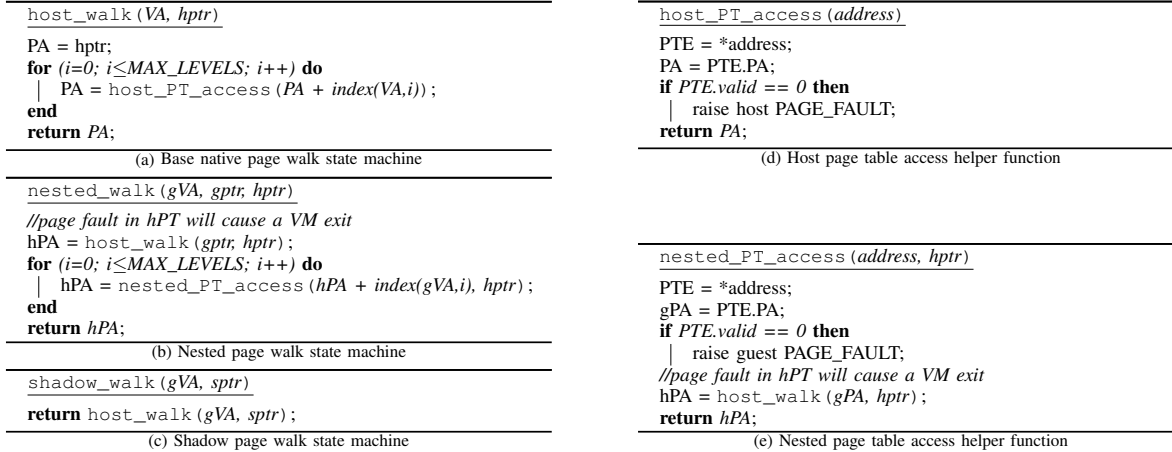 host_walk(VA, hptr)
PA = hptr;
for (i=0; i≤MAX_LEVELS; i++) do
PA = host_PT_access(PA + index(VA,i));
end
return PA;
(a) Base native page walk state machine
nested_walk(gVA, gptr, hptr)
//page fault in hPT will cause a VM exit
hPA = host_walk(gptr, hptr);
for (i=0; i≤MAX_LEVELS; i++) do
hPA = nested_PT_access(hPA + index(gVA,i), hptr);
end
return hPA;
(b) Nested page walk state machine
shadow_walk(gVA, sptr)
return host_walk(gVA, sptr);
(c) Shadow page walk state machine
host_PT_access(address)
PTE = *address;
PA = PTE.PA;
if PTE.valid == 0 then
raise host PAGE_FAULT;
return PA;
(d) Host page table access helper function
nested_PT_access(address, hptr)
PTE = *address;
gPA = PTE.PA;
if PTE.valid == 0 then
raise guest PAGE_FAULT;
//page fault in hPT will cause a VM exit
hPA = host_walk(gPA, hptr);
return hPA;
(e) Nested page table access helper function